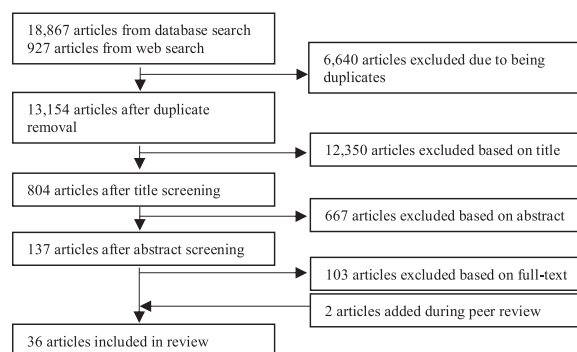 18,867 articles from database search
927 articles from web search
6,640 articles excluded due to being
duplicates
13,154 articles after duplicate
removal
12,350 articles excluded based on title
804 articles after title screening
667 articles excluded based on abstract
137 articles after abstract screening
103 articles excluded based on full-text
2 articles added during peer review
36 articles included in review